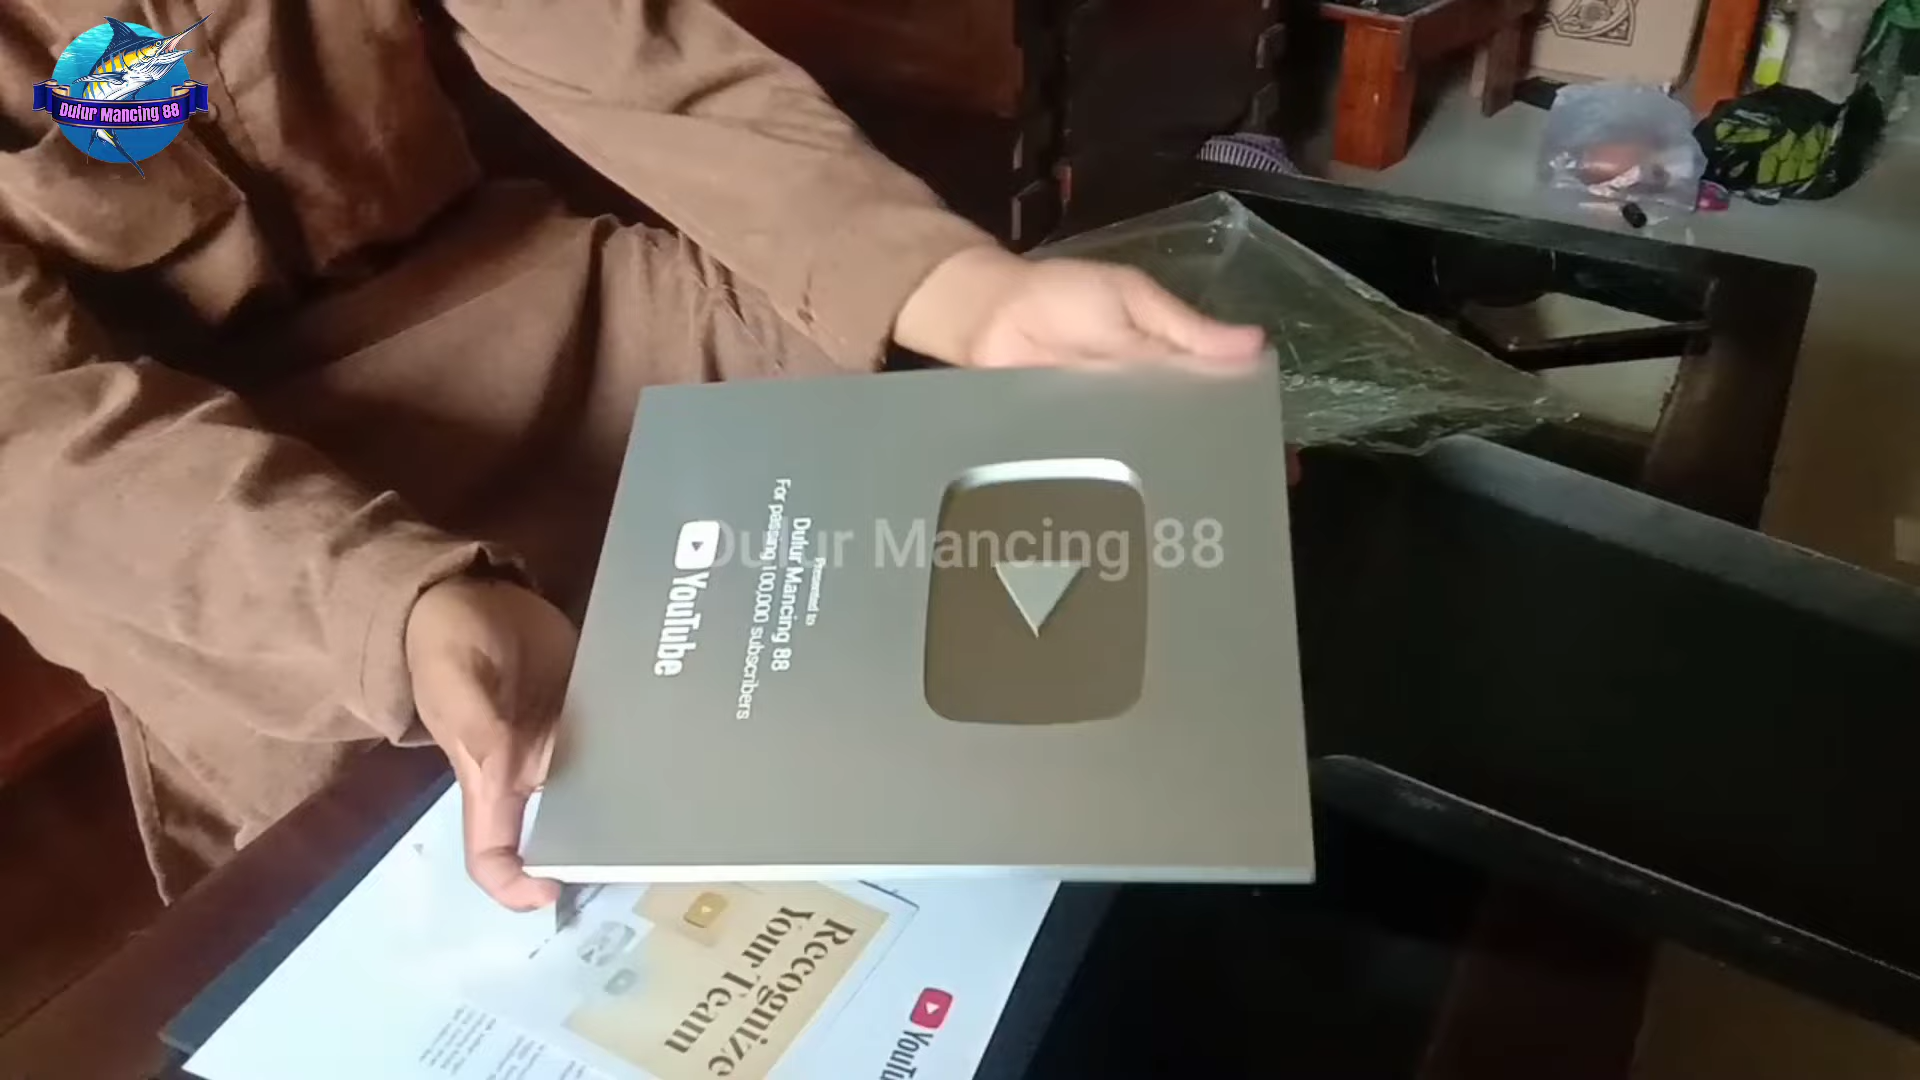 Dulur Mancing 88
Dulur Mancing 88
Presented to
Dulur Mancing 88
For passing 100,000 subscribers
YouTube
Recognize
Your Team